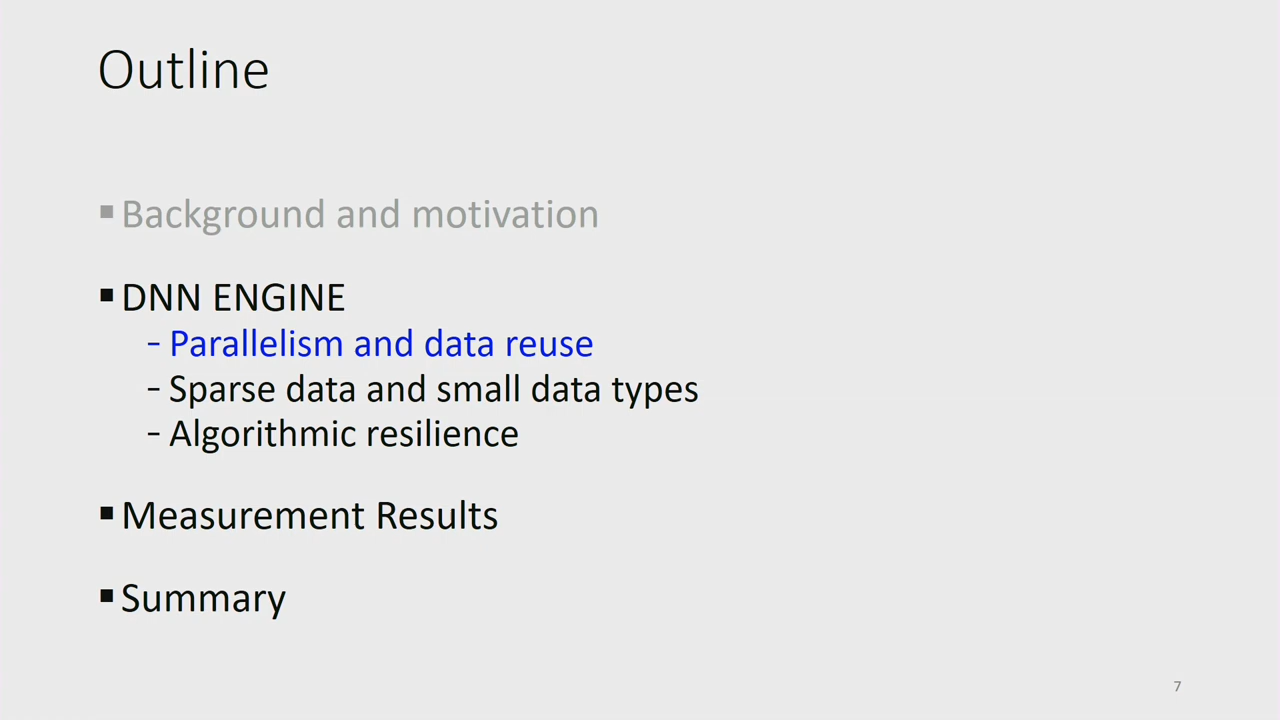 Outline
▪Background and motivation
▪DNN ENGINE
- Parallelism and data reuse
- Sparse data and small data types
- Algorithmic resilience
▪Measurement Results
▪Summary
7